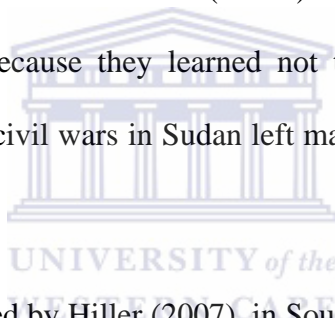 ecause they learned not
civil wars in Sudan left ma
UNIVERSITY of the
ed by Hiller (2007), in Sou